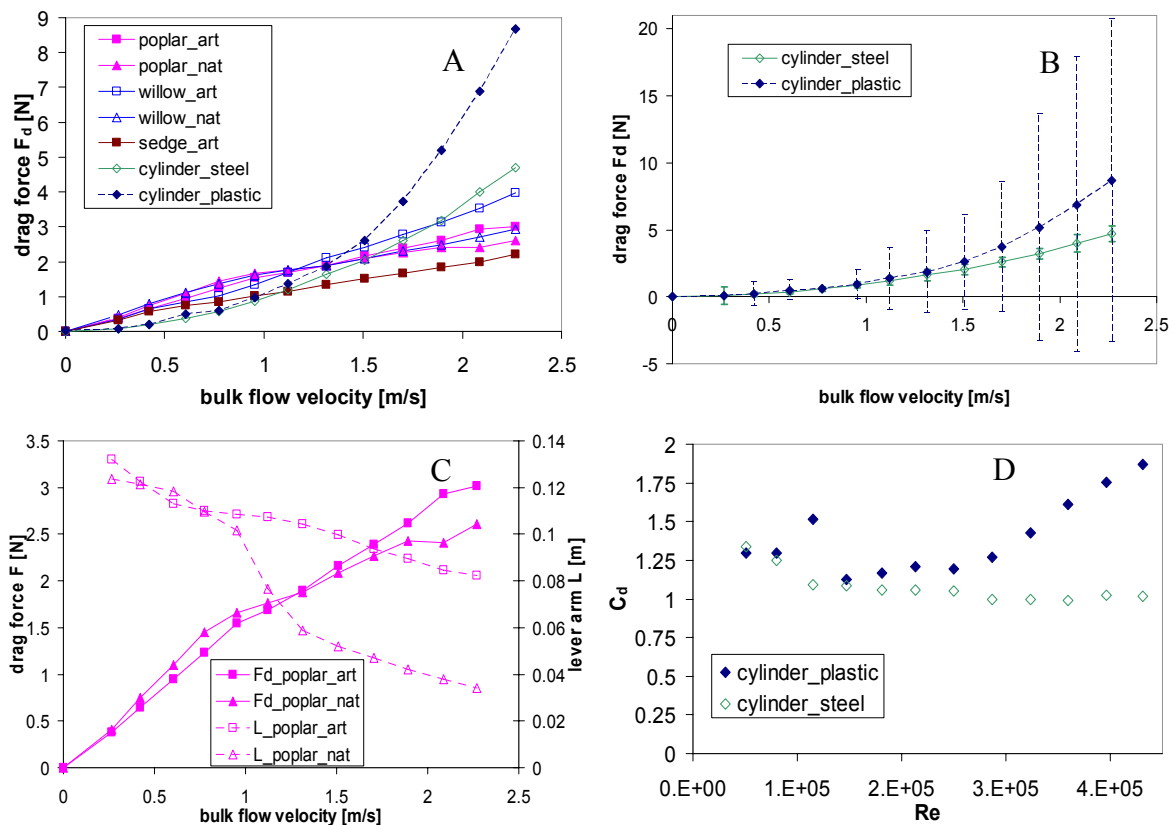 A
9
8
7
6
5
4
3
2
1
0
drag force Fd [N]
poplar_art
poplar_nat
willow_art
willow_nat
sedge_art
cylinder_steel
cylinder_plastic
0 0.5 1 1.5 2 2.5
bulk flow velocity [m/s]
B
20
15
10
5
0
-5
drag force Fd [N]
cylinder_steel
cylinder_plastic
0 0.5 1 1.5 2 2.5
bulk flow velocity [m/s]
C
3.5
3
2.5
2
1.5
1
0.5
0
drag force F [N]
0.14
0.12
0.1
0.08
0.06
0.04
0.02
0
lever arm L [m]
Fd_poplar_art
Fd_poplar_nat
L_poplar_art
L_poplar_nat
0 0.5 1 1.5 2 2.5
bulk flow velocity [m/s]
D
2
1.75
1.5
1.25
1
0.75
0.5
0.25
0
Cd
cylinder_plastic
cylinder_steel
0.E+00 1.E+05 2.E+05 3.E+05 4.E+05
Re